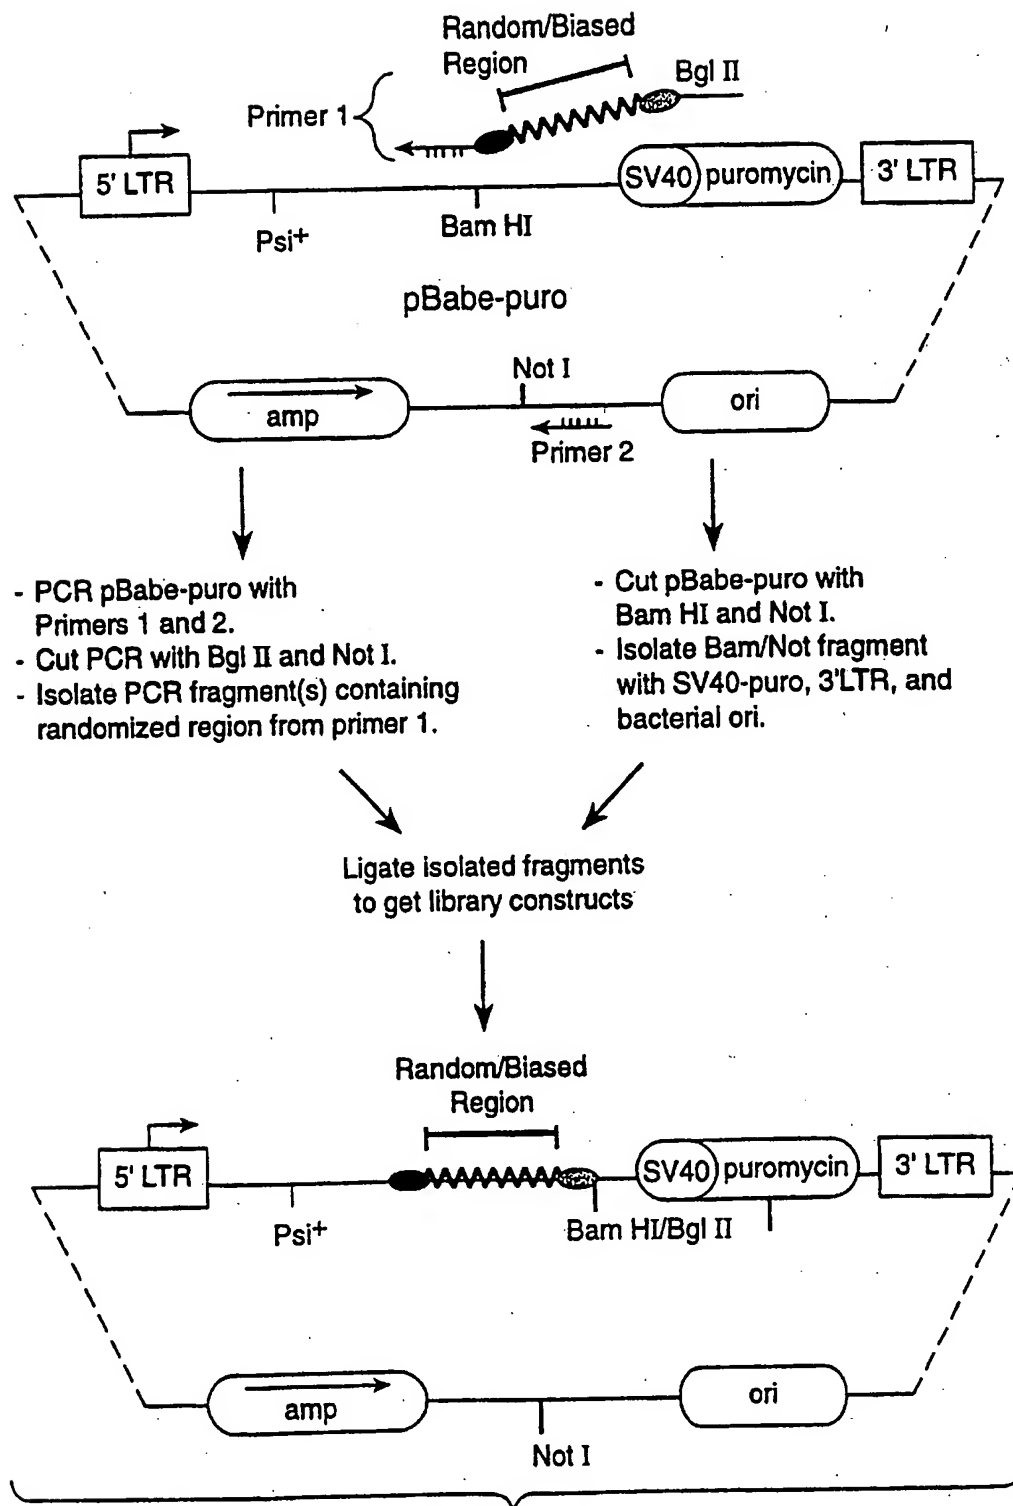 Random/Biased
Region
Bgl II
Primer 1
5' LTR
SV40
puromycin
3' LTR
Psi+
Bam HI
pBabe-puro
Not I
amp
ori
Primer 2
- PCR pBabe-puro with
Primers 1 and 2.
- Cut PCR with Bgl II and Not I.
- Isolate PCR fragment(s) containing
randomized region from primer 1.
- Cut pBabe-puro with
Bam HI and Not I.
- Isolate Bam/Not fragment
with SV40-puro, 3'LTR, and
bacterial ori.
Ligate isolated fragments
to get library constructs
Random/Biased
Region
5' LTR
SV40
puromycin
3' LTR
Psi+
Bam HI/Bgl II
amp
ori
Not I